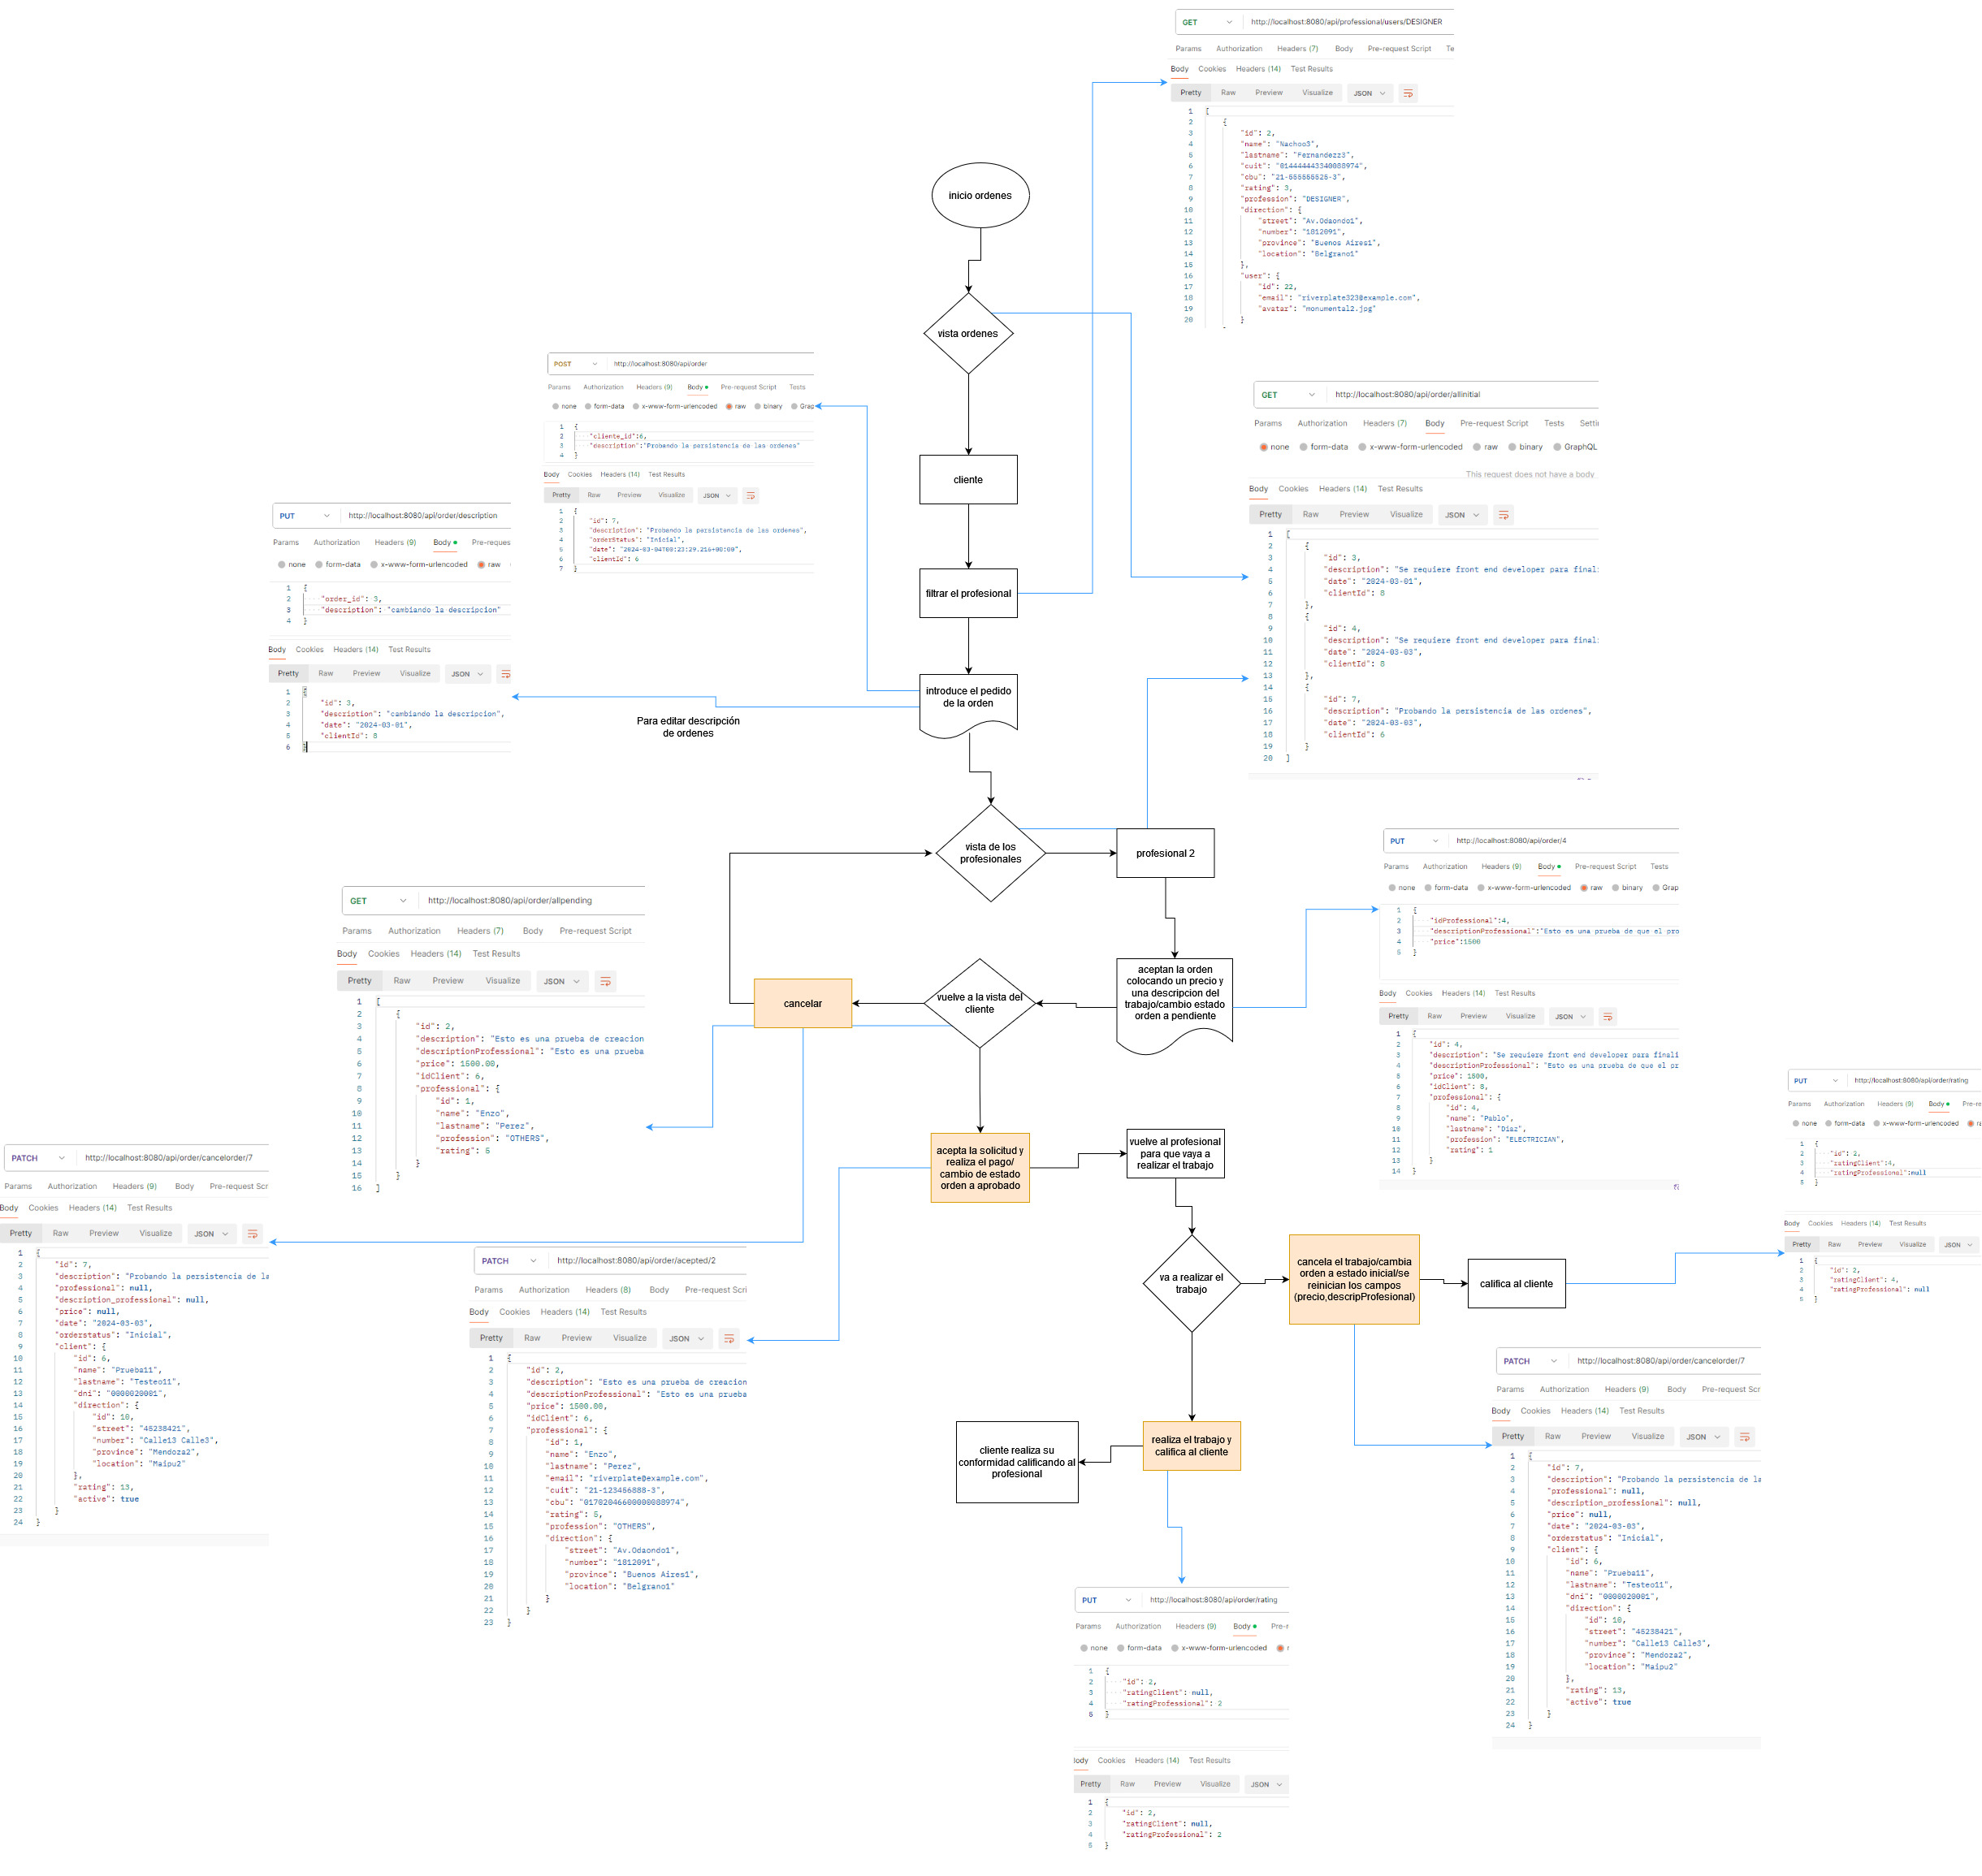 GET http://localhost:8080/api/professional/users/DESIGNER
Params Authorization Headers (7) Body Pre-request Script Te
Body Cookies Headers (14) Test Results
Pretty Raw Preview Visualize JSON
1 [
2 {
3 "id": 2,
4 "name": "Nachoo3",
5 "lastname": "Fernandezz3",
6 "cuit": "014444443340088974",
7 "cbu": "21-555555525-3",
8 "rating": 3,
9 "profession": "DESIGNER",
10 "direction": {
11 "street": "Av.Odaondo1",
12 "number": "1812091",
13 "province": "Buenos Aires1",
14 "location": "Belgrano1"
15 },
16 "user": {
17 "id": 22,
18 "email": "riverplate323@example.com",
19 "avatar": "monumental2.jpg"
20 }
inicio ordenes
vista ordenes
POST http://localhost:8080/api/order
Params Authorization Headers (9) Body Pre-request Script Tests
none form-data x-www-form-urlencoded raw binary Grap
1 {
2 "cliente_id":6,
3 "description":"Probando la persistencia de las ordenes"
4 }
Body Cookies Headers (14) Test Results
Pretty Raw Preview Visualize JSON
1 {
2 "id": 7,
3 "description": "Probando la persistencia de las ordenes",
4 "orderStatus": "Inicial",
5 "date": "2024-03-04T00:23:29.216+00:00",
6 "clientId": 6
7 }
GET http://localhost:8080/api/order/allinitial
Params Authorization Headers (7) Body Pre-request Script Tests Settin
none form-data x-www-form-urlencoded raw binary GraphQL
This request does not have a body
Body Cookies Headers (14) Test Results
Pretty Raw Preview Visualize JSON
1 [
2 {
3 "id": 3,
4 "description": "Se requiere front end developer para finali
5 "date": "2024-03-01",
6 "clientId": 8
7 },
8 {
9 "id": 4,
10 "description": "Se requiere front end developer para finali
11 "date": "2024-03-03",
12 "clientId": 8
13 },
14 {
15 "id": 7,
16 "description": "Probando la persistencia de las ordenes",
17 "date": "2024-03-03",
18 "clientId": 6
19 }
20 ]
cliente
filtrar el profesional
PUT http://localhost:8080/api/order/description
Params Authorization Headers (9) Body Pre-reques
none form-data x-www-form-urlencoded raw
1 {
2 "order_id": 3,
3 "description": "cambiando la descripcion"
4 }
Body Cookies Headers (14) Test Results
Pretty Raw Preview Visualize JSON
1 {
2 "id": 3,
3 "description": "cambiando la descripcion",
4 "date": "2024-03-01",
5 "clientId": 8
6 }
introduce el pedido
de la orden
Para editar descripción
de ordenes
vista de los
profesionales
profesional 2
PUT http://localhost:8080/api/order/4
Params Authorization Headers (9) Body Pre-request Script Tests
none form-data x-www-form-urlencoded raw binary Grap
1 {
2 "idProfessional":4,
3 "descriptionProfessional":"Esto es una prueba de que el pro
4 "price":1500
5 }
Body Cookies Headers (14) Test Results
Pretty Raw Preview Visualize JSON
1 {
2 "id": 4,
3 "description": "Se requiere front end developer para finali
4 "descriptionProfessional": "Esto es una prueba de que el pr
5 "price": 1500,
6 "idClient": 8,
7 "professional": {
8 "id": 4,
9 "name": "Pablo",
10 "lastname": "Diaz",
11 "profession": "ELECTRICIAN",
12 "rating": 1
13 }
14 }
GET http://localhost:8080/api/order/allpending
Params Authorization Headers (7) Body Pre-request Script
Body Cookies Headers (14) Test Results
Pretty Raw Preview Visualize JSON
1 [
2 {
3 "id": 2,
4 "description": "Esto es una prueba de creacion
5 "descriptionProfessional": "Esto es una prueba
6 "price": 1500.00,
7 "idClient": 6,
8 "professional": {
9 "id": 1,
10 "name": "Enzo",
11 "lastname": "Perez",
12 "profession": "OTHERS",
13 "rating": 5
14 }
15 }
16 ]
cancelar
vuelve a la vista del
cliente
aceptan la orden
colocando un precio y
una descripcion del
trabajo/cambio estado
orden a pendiente
acepta la solicitud y
realiza el pago/
cambio de estado
orden a aprobado
vuelve al profesional
para que vaya a
realizar el trabajo
PUT http://localhost:8080/api/order/rating
Params Authorization Headers (9) Body Pre-re
none form-data x-www-form-urlencoded ra
1 {
2 "id": 2,
3 "ratingClient":4,
4 "ratingProfessional":null
5 }
Body Cookies Headers (14) Test Results
Pretty Raw Preview Visualize JSON
1 {
2 "id": 2,
3 "ratingClient": 4,
4 "ratingProfessional": null
5 }
PATCH http://localhost:8080/api/order/cancelorder/7
Params Authorization Headers (9) Body Pre-request Scr
Body Cookies Headers (14) Test Results
Pretty Raw Preview Visualize JSON
1 {
2 "id": 7,
3 "description": "Probando la persistencia de la
4 "professional": null,
5 "description_professional": null,
6 "price": null,
7 "date": "2024-03-03",
8 "orderstatus": "Inicial",
9 "client": {
10 "id": 6,
11 "name": "Prueba11",
12 "lastname": "Testeo11",
13 "dni": "0000020001",
14 "direction": {
15 "id": 10,
16 "street": "45238421",
17 "number": "Calle13 Calle3",
18 "province": "Mendoza2",
19 "location": "Maipu2"
20 },
21 "rating": 13,
22 "active": true
23 }
24 }
PATCH http://localhost:8080/api/order/acepted/2
Params Authorization Headers (8) Body Pre-request Scri
Body Cookies Headers (14) Test Results
Pretty Raw Preview Visualize JSON
1 {
2 "id": 2,
3 "description": "Esto es una prueba de creacion
4 "descriptionProfessional": "Esto es una prueba
5 "price": 1500.00,
6 "idClient": 6,
7 "professional": {
8 "id": 1,
9 "name": "Enzo",
10 "lastname": "Perez",
11 "email": "riverplate@example.com",
12 "cuit": "21-123456888-3",
13 "cbu": "01702046600000088974",
14 "rating": 5,
15 "profession": "OTHERS",
16 "direction": {
17 "street": "Av.Odaondo1",
18 "number": "1812091",
19 "province": "Buenos Aires1",
20 "location": "Belgrano1"
21 }
22 }
23 }
va a realizar el
trabajo
cancela el trabajo/cambia
orden a estado inicial/se
reinician los campos
(precio,descripProfesional)
califica al cliente
realiza el trabajo y
califica al cliente
cliente realiza su
conformidad calificando al
profesional
PATCH http://localhost:8080/api/order/cancelorder/7
Params Authorization Headers (9) Body Pre-request Scr
Body Cookies Headers (14) Test Results
Pretty Raw Preview Visualize JSON
1 {
2 "id": 7,
3 "description": "Probando la persistencia de la
4 "professional": null,
5 "description_professional": null,
6 "price": null,
7 "date": "2024-03-03",
8 "orderstatus": "Inicial",
9 "client": {
10 "id": 6,
11 "name": "Prueba11",
12 "lastname": "Testeo11",
13 "dni": "0000020001",
14 "direction": {
15 "id": 10,
16 "street": "45238421",
17 "number": "Calle13 Calle3",
18 "province": "Mendoza2",
19 "location": "Maipu2"
20 },
21 "rating": 13,
22 "active": true
23 }
24 }
PUT http://localhost:8080/api/order/rating
Params Authorization Headers (9) Body Pre-r
none form-data x-www-form-urlencoded r
1 {
2 "id": 2,
3 "ratingClient": null,
4 "ratingProfessional": 2
5 }
lody Cookies Headers (14) Test Results
Pretty Raw Preview Visualize JSON
1 {
2 "id": 2,
3 "ratingClient": null,
4 "ratingProfessional": 2
5 }